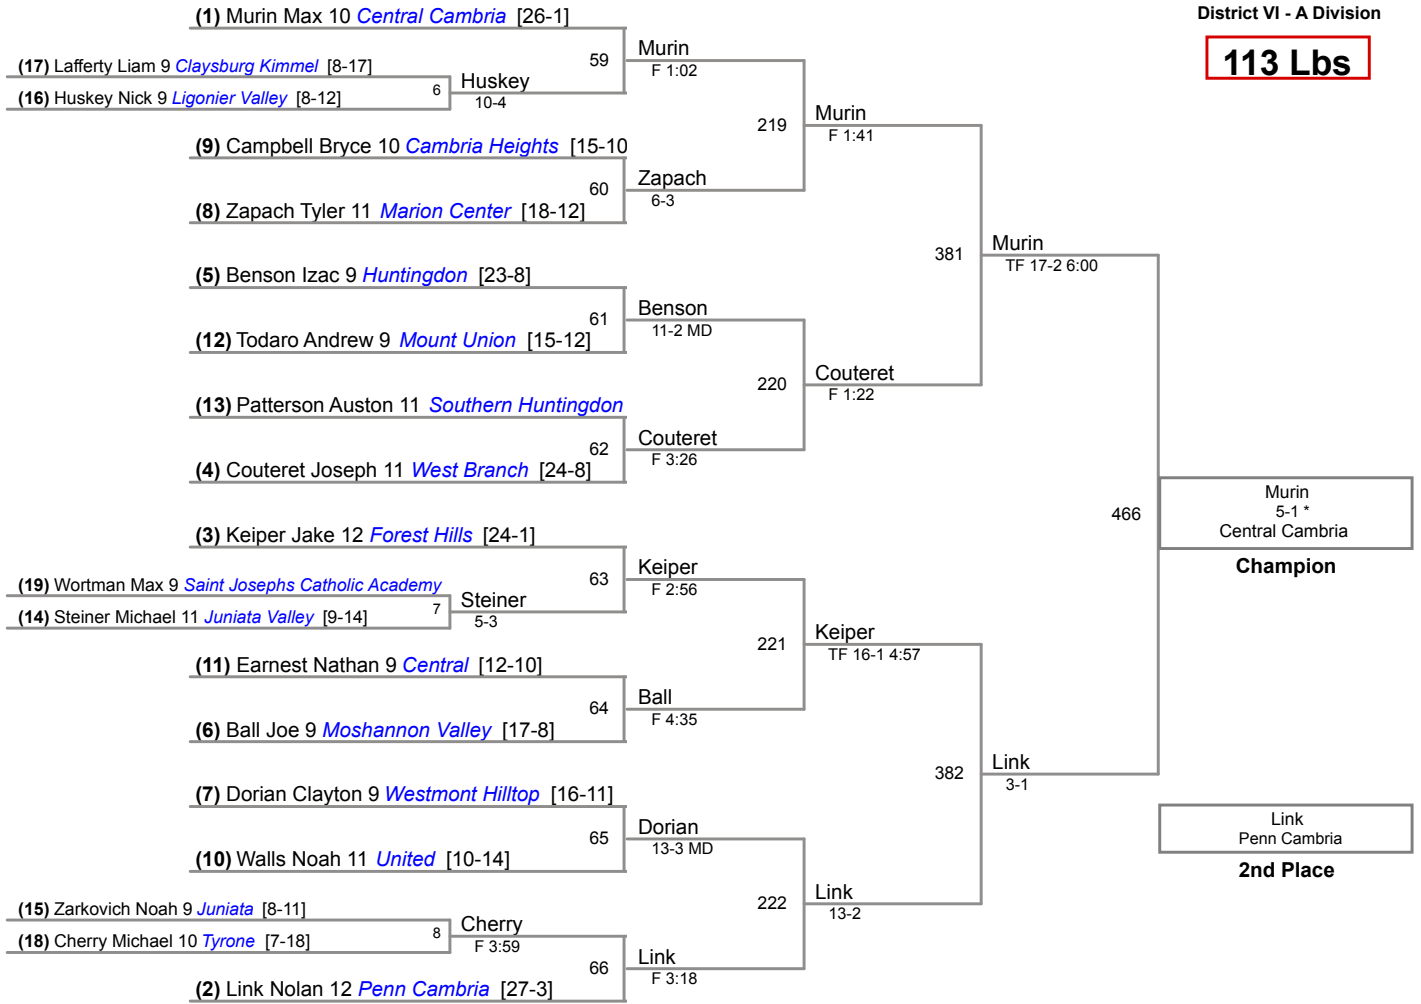 (1) Murin Max 10 Central Cambria [26-1]
District VI - A Division
113 Lbs
59
Murin
F 1:02
(17) Lafferty Liam 9 Claysburg Kimmel [8-17]
6
Huskey
10-4
(16) Huskey Nick 9 Ligonier Valley [8-12]
219
Murin
F 1:41
(9) Campbell Bryce 10 Cambria Heights [15-10
60
Zapach
6-3
(8) Zapach Tyler 11 Marion Center [18-12]
381
Murin
TF 17-2 6:00
(5) Benson Izac 9 Huntingdon [23-8]
61
Benson
11-2 MD
(12) Todaro Andrew 9 Mount Union [15-12]
220
Couteret
F 1:22
(13) Patterson Auston 11 Southern Huntingdon
62
Couteret
F 3:26
(4) Couteret Joseph 11 West Branch [24-8]
466
Murin
5-1 *
Central Cambria
Champion
(3) Keiper Jake 12 Forest Hills [24-1]
63
Keiper
F 2:56
(19) Wortman Max 9 Saint Josephs Catholic Academy
7
Steiner
5-3
(14) Steiner Michael 11 Juniata Valley [9-14]
221
Keiper
TF 16-1 4:57
(11) Earnest Nathan 9 Central [12-10]
64
Ball
F 4:35
(6) Ball Joe 9 Moshannon Valley [17-8]
382
Link
3-1
(7) Dorian Clayton 9 Westmont Hilltop [16-11]
65
Dorian
13-3 MD
(10) Walls Noah 11 United [10-14]
Link
Penn Cambria
2nd Place
222
Link
13-2
(15) Zarkovich Noah 9 Juniata [8-11]
8
Cherry
F 3:59
(18) Cherry Michael 10 Tyrone [7-18]
66
Link
F 3:18
(2) Link Nolan 12 Penn Cambria [27-3]